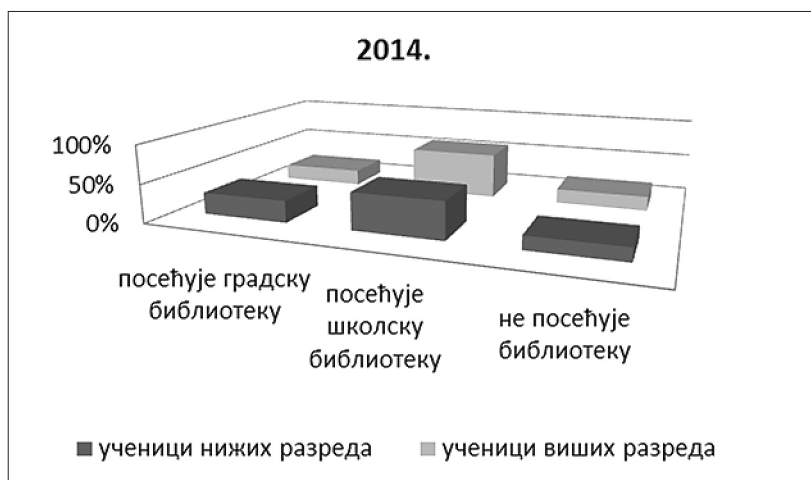 2014.
100%
50%
0%
посећује градску
библиотеку
посећује
школску
библиотеку
не посећује
библиотеку
ученици нижих разреда
ученици виших разреда